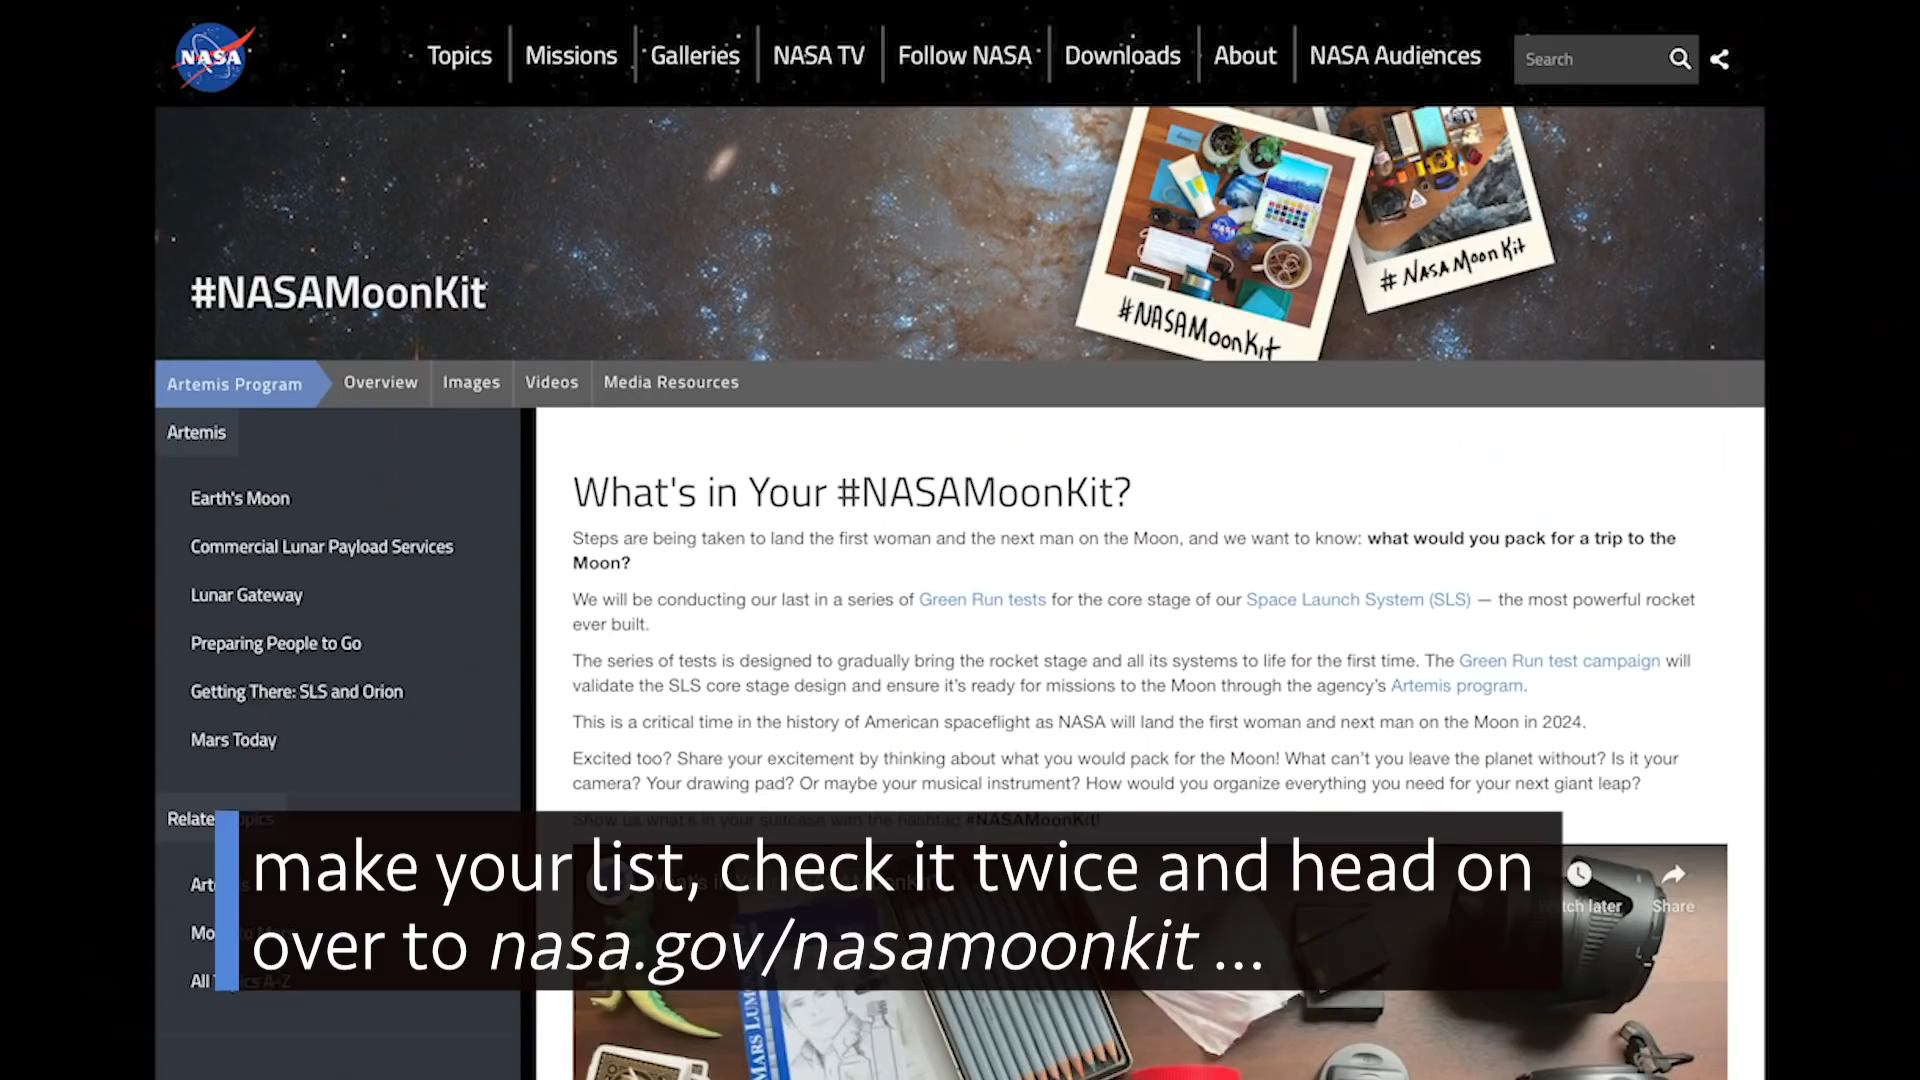 NASA
Topics
Missions
Galleries
NASA TV
Follow NASA
Downloads
About
NASA Audiences
Search
#NASAMoonKit
#NASAMoonKit
#NASAMoonKit
Artemis Program
Overview
Images
Videos
Media Resources
Artemis
Earth's Moon
Commercial Lunar Payload Services
Lunar Gateway
Preparing People to Go
Getting There: SLS and Orion
Mars Today
What's in Your #NASAMoonKit?
Steps are being taken to land the first woman and the next man on the Moon, and we want to know: what would you pack for a trip to the
Moon?
We will be conducting our last in a series of Green Run tests for the core stage of our Space Launch System (SLS) — the most powerful rocket
ever built.
The series of tests is designed to gradually bring the rocket stage and all its systems to life for the first time. The Green Run test campaign will
validate the SLS core stage design and ensure it's ready for missions to the Moon through the agency's Artemis program.
This is a critical time in the history of American spaceflight as NASA will land the first woman and next man on the Moon in 2024.
Excited too? Share your excitement by thinking about what you would pack for the Moon! What can't you leave the planet without? Is it your
camera? Your drawing pad? Or maybe your musical instrument? How would you organize everything you need for your next giant leap?
Show us what's in your suitcase with the hashtag #NASAMoonKit!
make your list, check it twice and head on
over to nasa.gov/nasamoonkit ...
Share